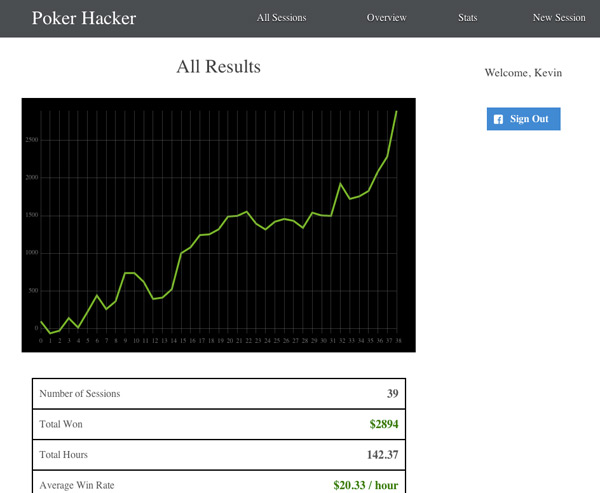 Poker Hacker All Sessions Overview Stats New Session
All Results
Welcome, Kevin
Sign Out
2500
2000
1500
1000
500
0
0 1 2 3 4 5 6 7 8 9 10 11 12 13 14 15 16 17 18 19 20 21 22 23 24 25 26 27 28 29 30 31 32 33 34 35 36 37 38
Number of Sessions 39
Total Won $2894
Total Hours 142.37
Average Win Rate $20.33 / hour